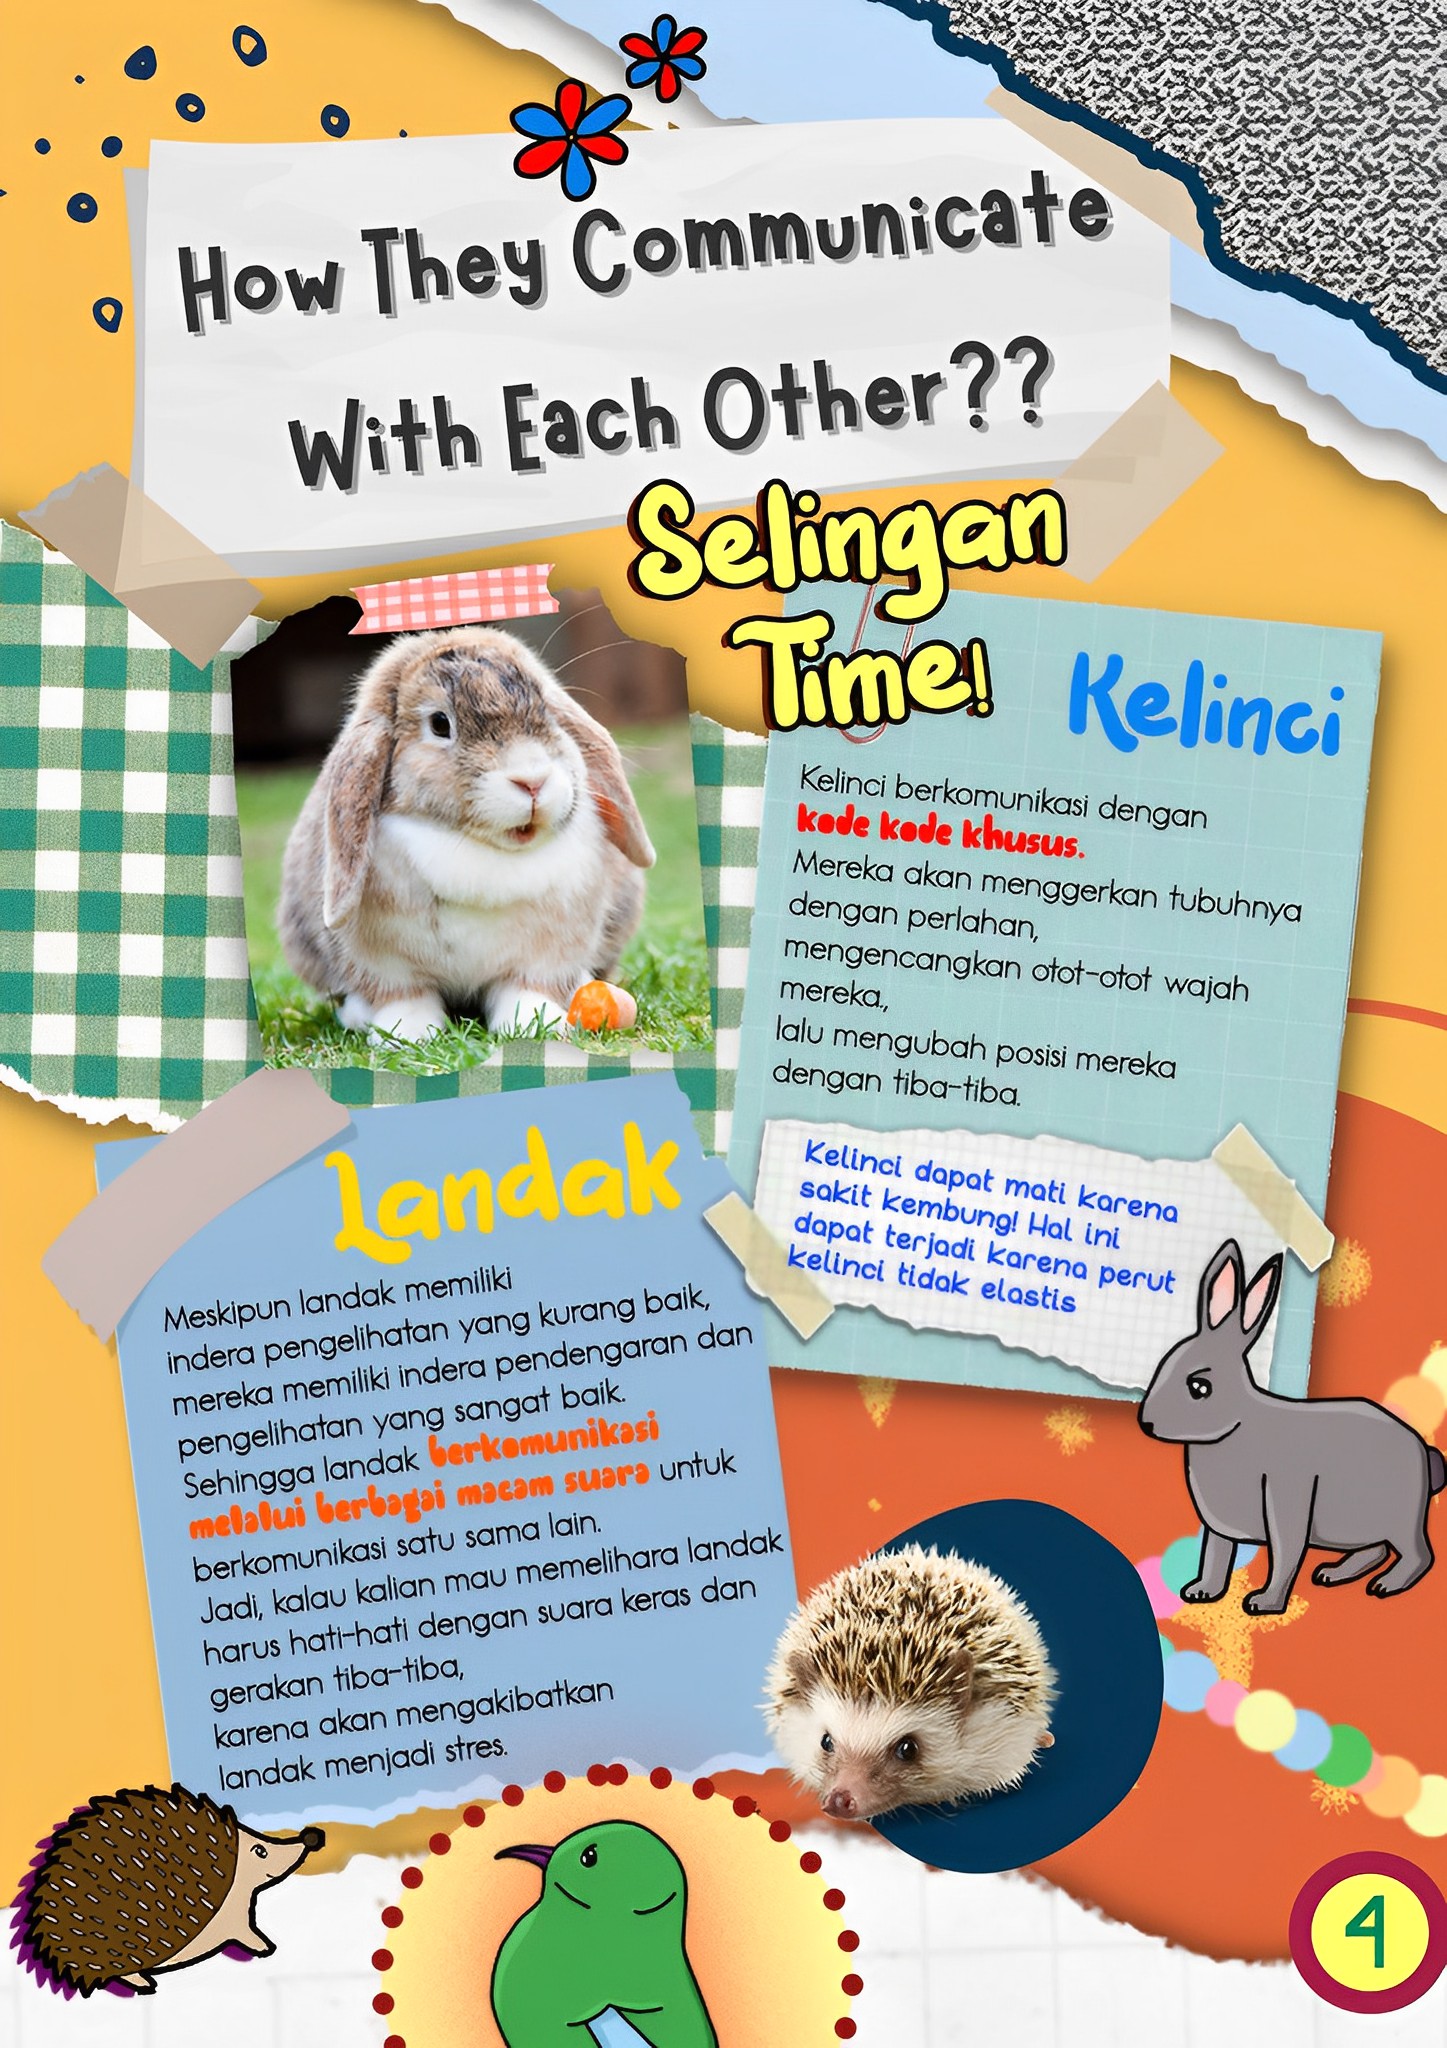 How They Communicate
With Each Other??
Selingan
Time!
Kelinci
Kelinci berkomunikasi dengan
kode kode khusus.
Mereka akan menggerkan tubuhnya
dengan perlahan,
mengencangkan otot-otot wajah
mereka,,
lalu mengubah posisi mereka
dengan tiba-tiba.
Kelinci dapat mati karena
sakit kembung! Hal ini
dapat terjadi karena perut
kelinci tidak elastis
Landak
Meskipun landak memiliki
indera pengelihatan yang kurang baik,
mereka memiliki indera pendengaran dan
pengelihatan yang sangat baik.
Sehingga landak berkomunikasi
melalui berbagai macam suara untuk
berkomunikasi satu sama lain.
Jadi, kalau kalian mau memelihara landak
harus hati-hati dengan suara keras dan
gerakan tiba-tiba,
karena akan mengakibatkan
landak menjadi stres.
4